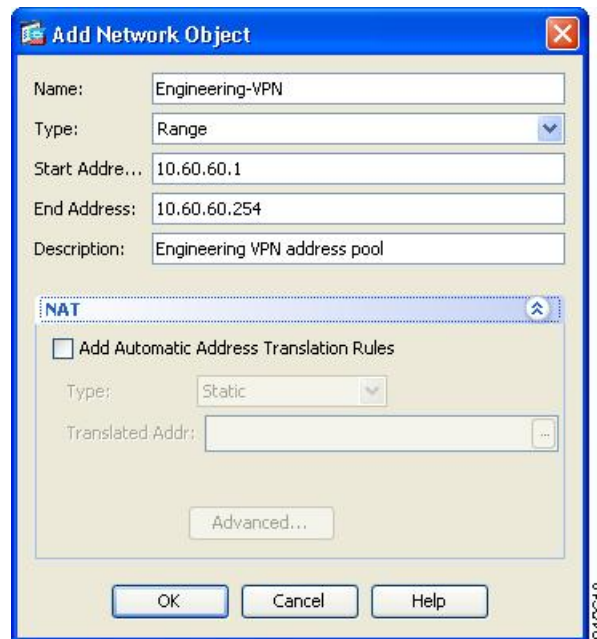 Add Network Object
Name: Engineering-VPN
Type: Range
Start Addre... 10.60.60.1
End Address: 10.60.60.254
Description: Engineering VPN address pool
NAT
Add Automatic Address Translation Rules
Type: Static
Translated Addr: ...
Advanced...
OK Cancel Help